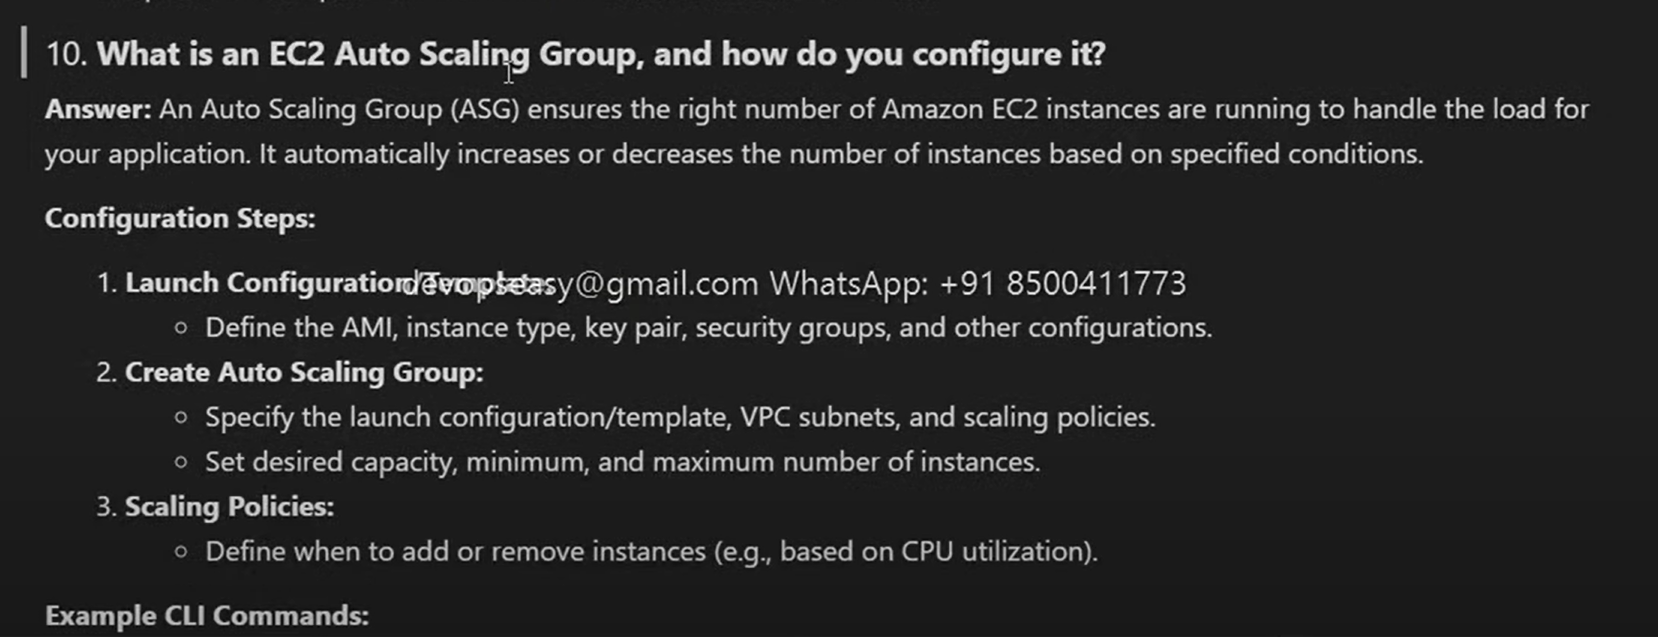 10. What is an EC2 Auto Scaling Group, and how do you configure it?
Answer: An Auto Scaling Group (ASG) ensures the right number of Amazon EC2 instances are running to handle the load for
your application. It automatically increases or decreases the number of instances based on specified conditions.
Configuration Steps:
1. Launch Configuration/Template: devopseasy@gmail.com WhatsApp: +91 8500411773
○ Define the AMI, instance type, key pair, security groups, and other configurations.
2. Create Auto Scaling Group:
○ Specify the launch configuration/template, VPC subnets, and scaling policies.
○ Set desired capacity, minimum, and maximum number of instances.
3. Scaling Policies:
○ Define when to add or remove instances (e.g., based on CPU utilization).
Example CLI Commands: